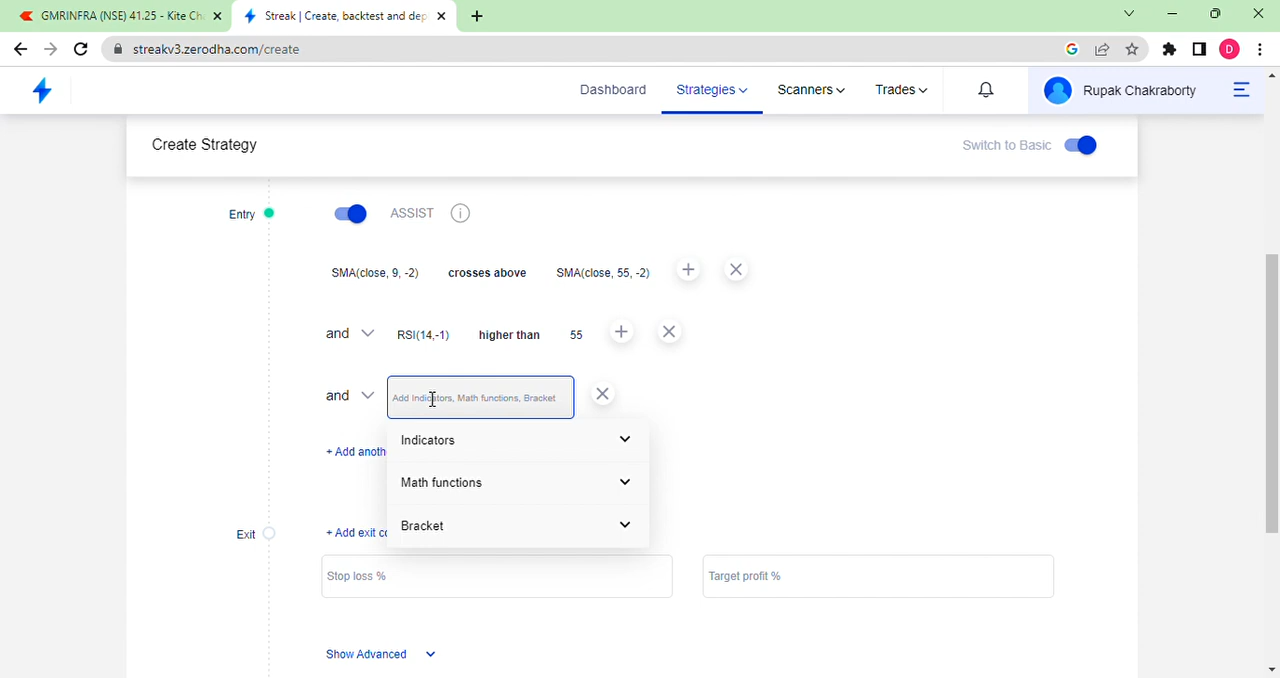 GMRINFRA (NSE) 41.25 - Kite Ch
Streak | Create, backtest and dep
streakv3.zerodha.com/create
D
Dashboard
Strategies
Scanners
Trades
Rupak Chakraborty
Create Strategy
Switch to Basic
Entry
ASSIST
SMA(close, 9, -2) crosses above SMA(close, 55, -2)
and RSI(14,-1) higher than 55
and Add Indicators, Math functions, Bracket
Indicators
+ Add anoth
Math functions
Bracket
Exit + Add exit co
Stop loss % Target profit %
Show Advanced